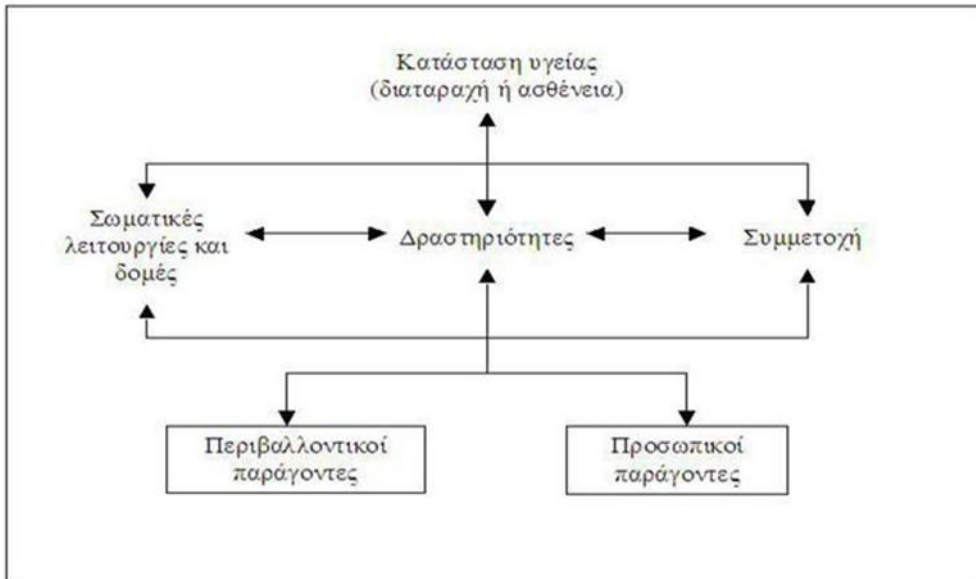 Κατάσταση υγείας
(διαταραχή ή ασθένεια)
Σωματικές
λειτουργίες και
δομές
Δραστηριότητες
Συμμετοχή
Περιβαλλοντικοί
παράγοντες
Προσωπικοί
παράγοντες